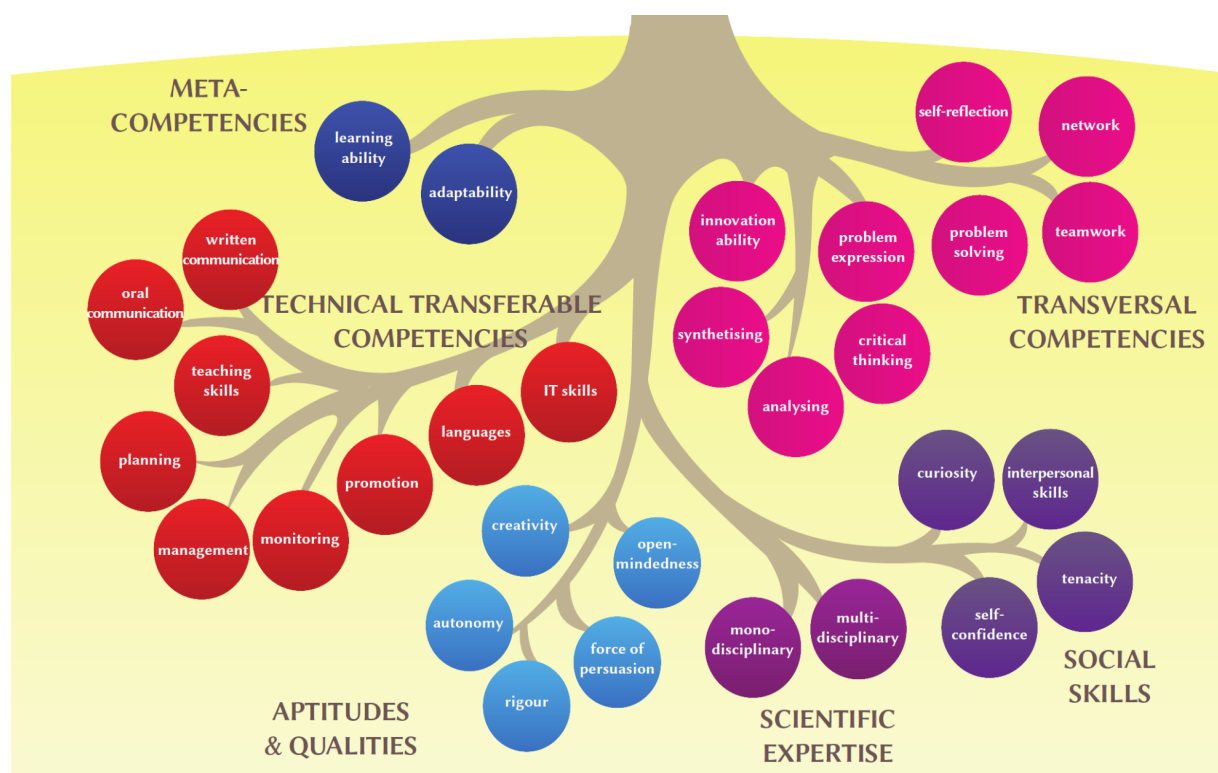 META-
COMPETENCIES
learning
ability
adaptability
written
communication
oral
communication
TECHNICAL TRANSFERABLE
COMPETENCIES
teaching
skills
planning
management
monitoring
promotion
languages
IT skills
self-reflection
network
teamwork
problem
solving
problem
expression
innovation
ability
synthetising
critical
thinking
analysing
TRANSVERSAL
COMPETENCIES
creativity
open-
mindedness
autonomy
force of
persuasion
rigour
APTITUDES
& QUALITIES
mono-
disciplinary
multi-
disciplinary
SCIENTIFIC
EXPERTISE
curiosity
interpersonal
skills
tenacity
self-
confidence
SOCIAL
SKILLS